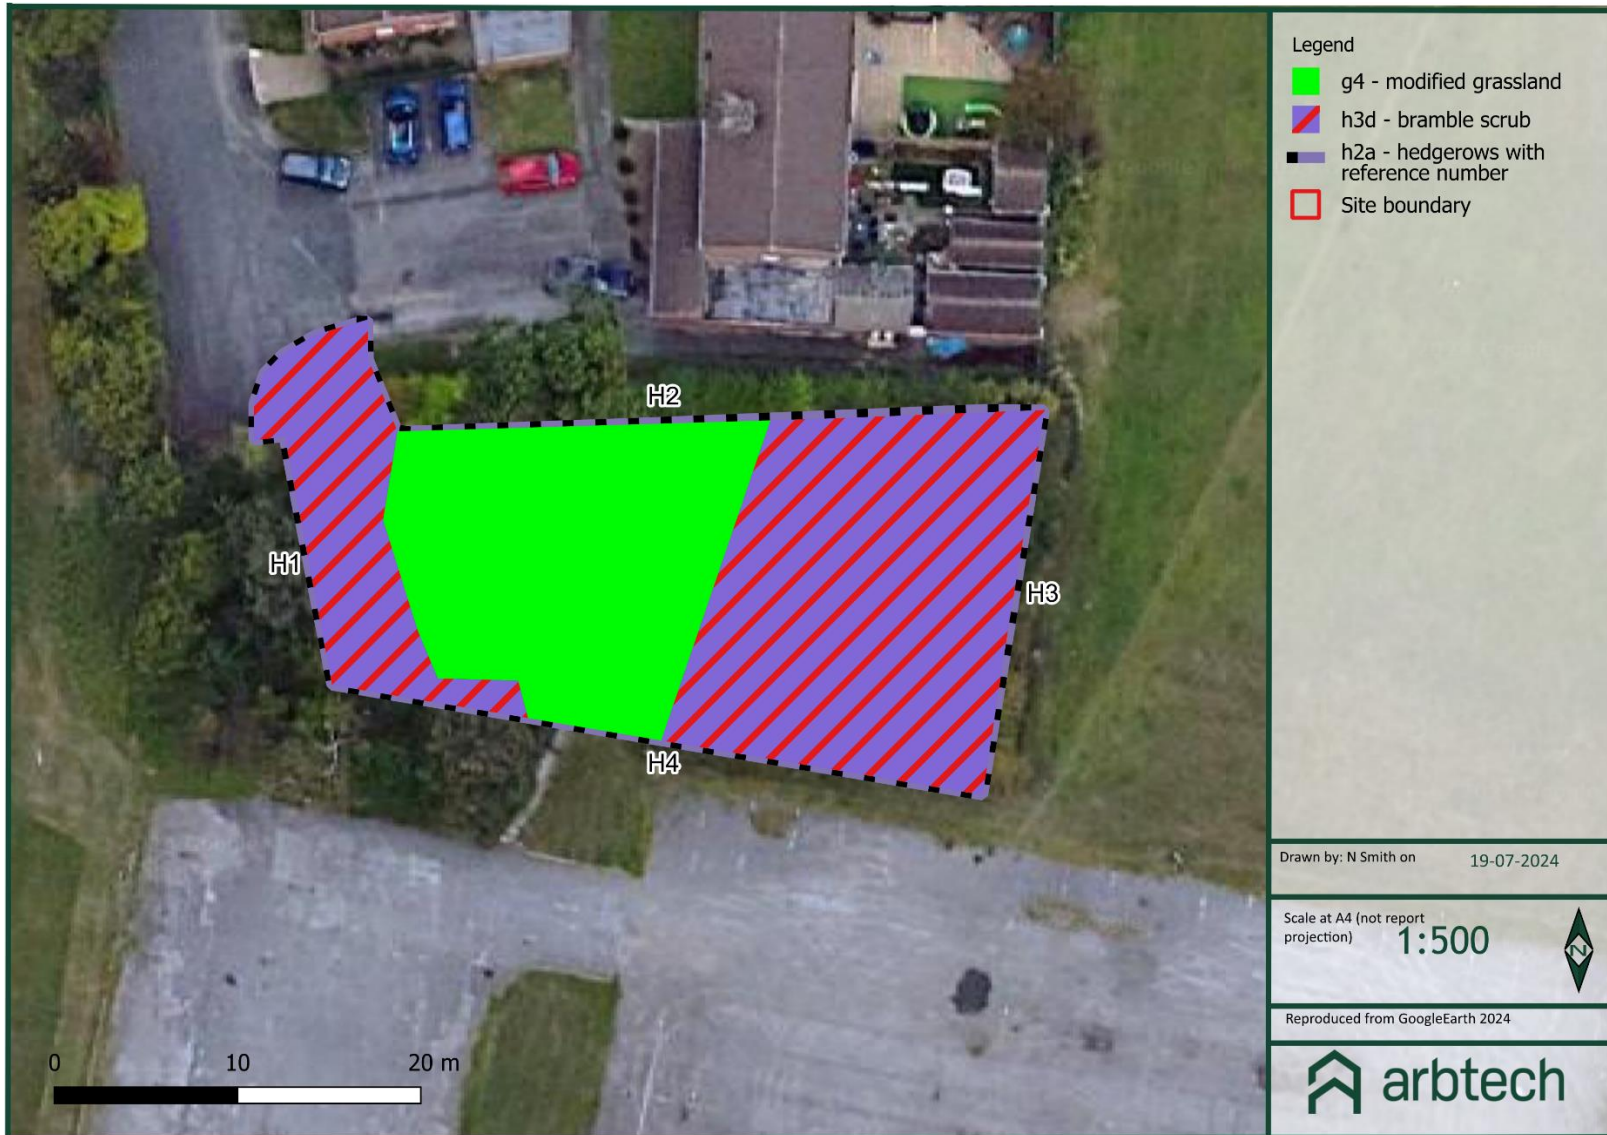 Legend
g4 - modified grassland
h3d - bramble scrub
h2a - hedgerows with
reference number
Site boundary
H2
H1
H3
H4
0 10 20 m
Drawn by: N Smith on 19-07-2024
Scale at A4 (not report
projection) 1:500
N
Reproduced from GoogleEarth 2024
arbtech